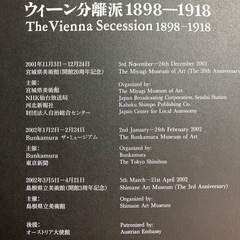 ウィーン分離派1898—1918
The Vienna Secession 1898-1918
2001年11月3日—12月24日 3rd November—24th December 2001
宮城県美術館(開館20周年記念) The Miyagi Museum of Art (The 20th Anniversary)
主催: Organized by:
宮城県美術館 The Miyagi Museum of Art
NHK仙台放送局 Japan Broadcasting Corporation, Sendai Station
河北新報社 Kahoku Shimpo Publishing Co.
財団法人自治総合センター Japan Center for Local Autonomy
2002年1月2日—2月24日 2nd January—24th February 2002
Bunkamura ザ・ミュージアム The Bunkamura Museum of Art
主催: Organized by:
Bunkamura Bunkamura
東京新聞 The Tokyo Shimbun
2002年3月5日—4月21日 5th March—21st April 2002
島根県立美術館(開館3周年記念) Shimane Art Museum (The 3rd Anniversary)
主催: Organized by:
島根県立美術館 Shimane Art Museum
後援: Patronized by:
オーストリア大使館 Austrian Embassy